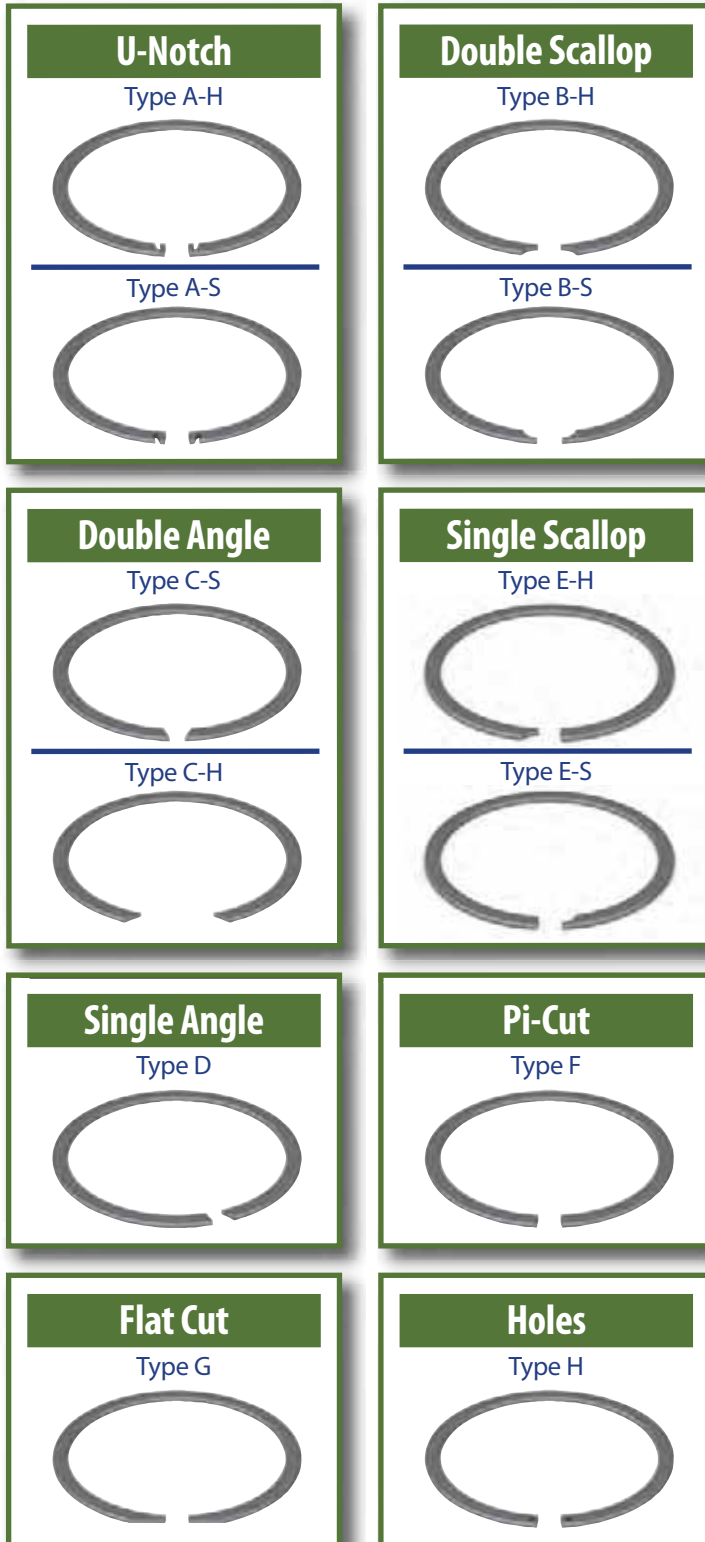 U-Notch
Type A-H
Type A-S
Double Scallop
Type B-H
Type B-S
Double Angle
Type C-S
Type C-H
Single Scallop
Type E-H
Type E-S
Single Angle
Type D
Pi-Cut
Type F
Flat Cut
Type G
Holes
Type H